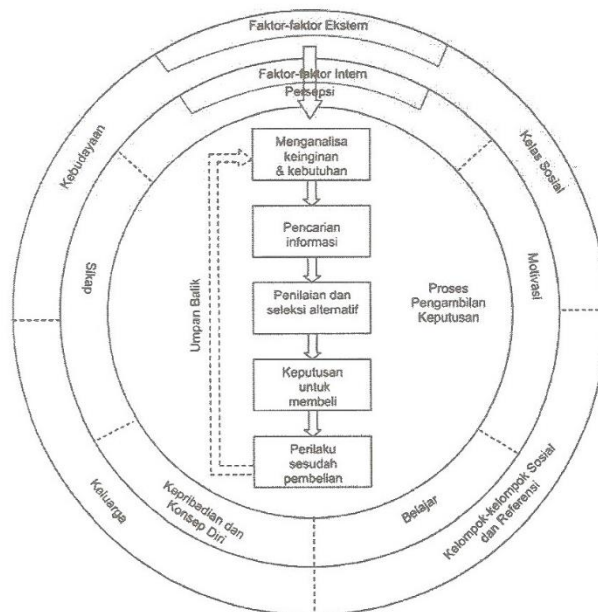 Faktor-faktor Ekstern
Faktor-faktor Intern
Persepsi
Kebudayaan
Kelas Sosial
Menganalisa
keinginan
& kebutuhan
Pencarian
informasi
Sikap
Motivasi
Umpan Balik
Penilaian dan
seleksi alternatif
Proses
Pengambilan
Keputusan
Keputusan
untuk
membeli
Perilaku
sesudah
pembelian
Keluarga
Kepribadian dan
Konsep Diri
Belajar
Kelompok-kelompok Sosial
dan Referensi